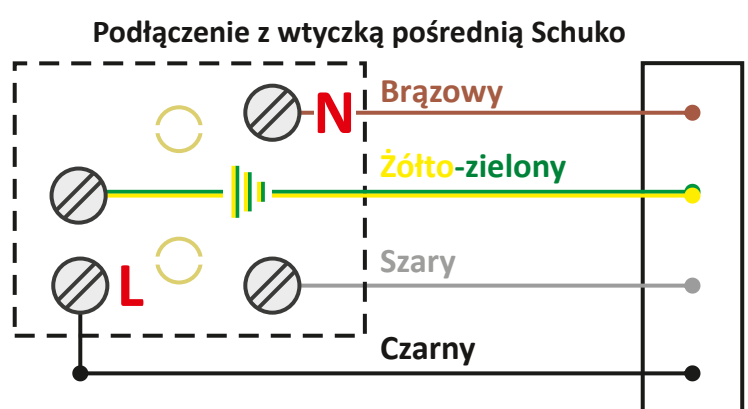 Podłączenie z wtyczką pośrednią Schuko
N
Brązowy
Żółto-zielony
Szary
L
Czarny